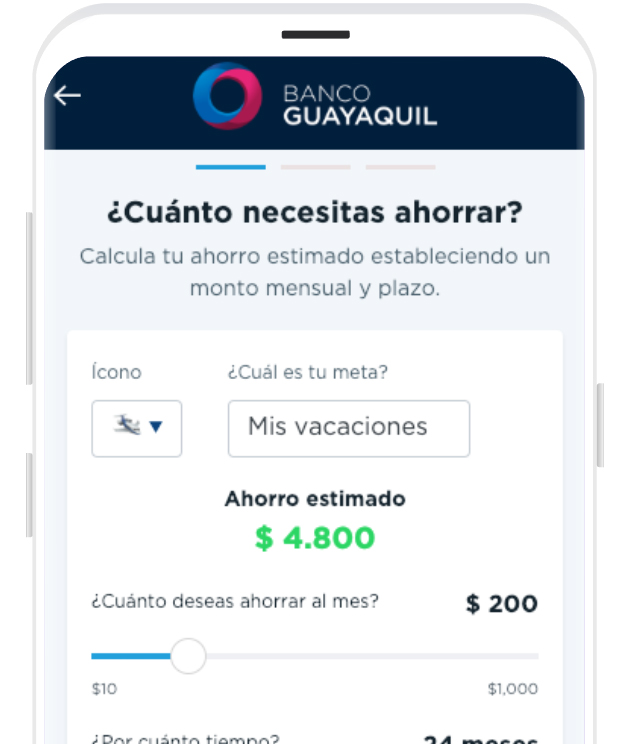 BANCO
GUAYAQUIL
¿Cuánto necesitas ahorrar?
Calcula tu ahorro estimado estableciendo un
monto mensual y plazo.
Ícono ¿Cuál es tu meta?
Mis vacaciones
Ahorro estimado
$ 4.800
¿Cuánto deseas ahorrar al mes? $ 200
$10 $1,000
¿Por cuánto tiempo? 24 meses